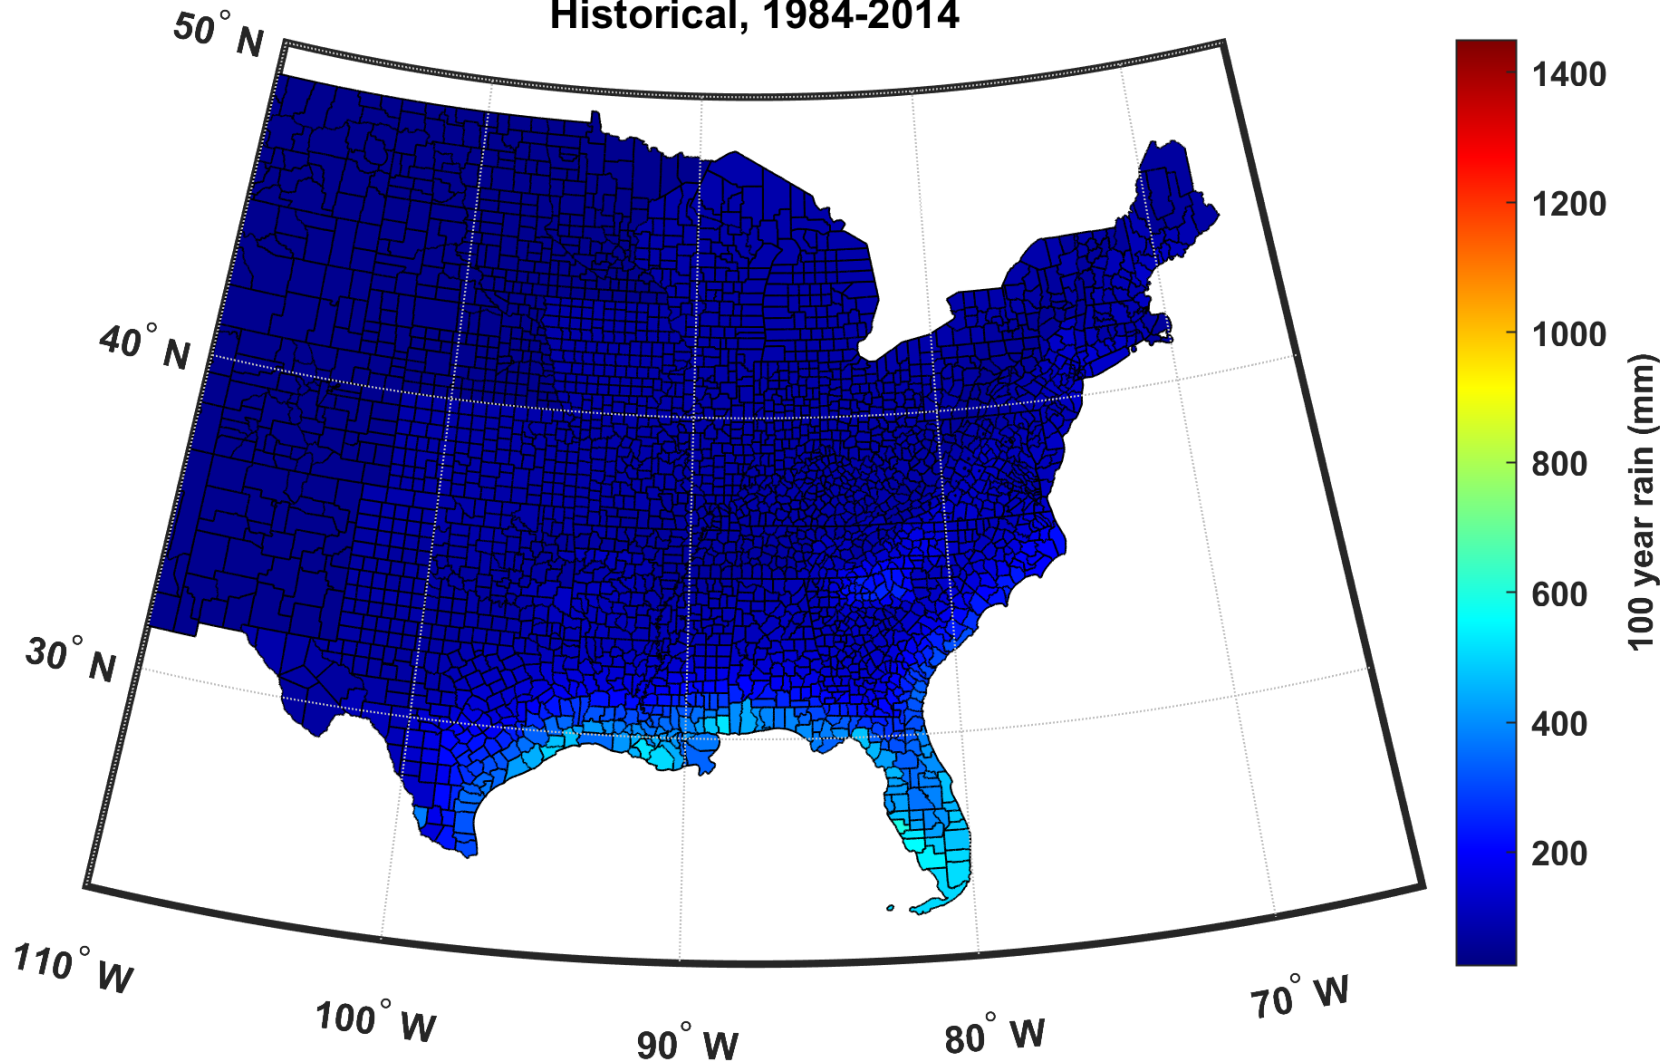 Historical, 1984-2014
50° N
40° N
30° N
110° W
100° W
90° W
80° W
70° W
1400
1200
1000
800
600
400
200
100 year rain (mm)